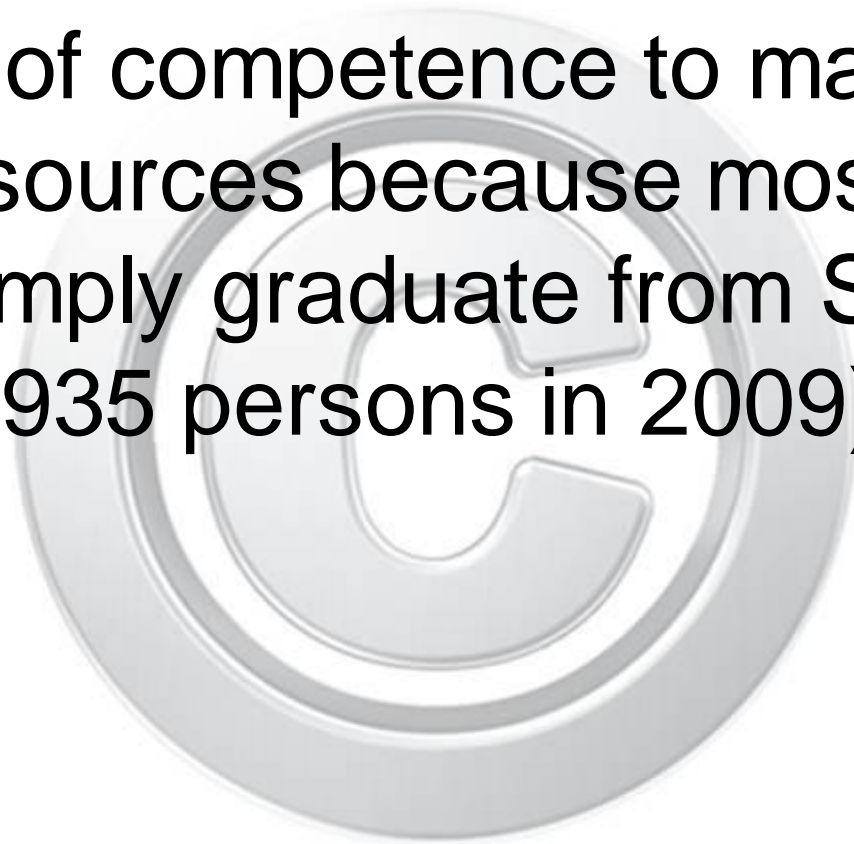 of competence to ma
sources because mos
mply graduate from S
935 persons in 2009)